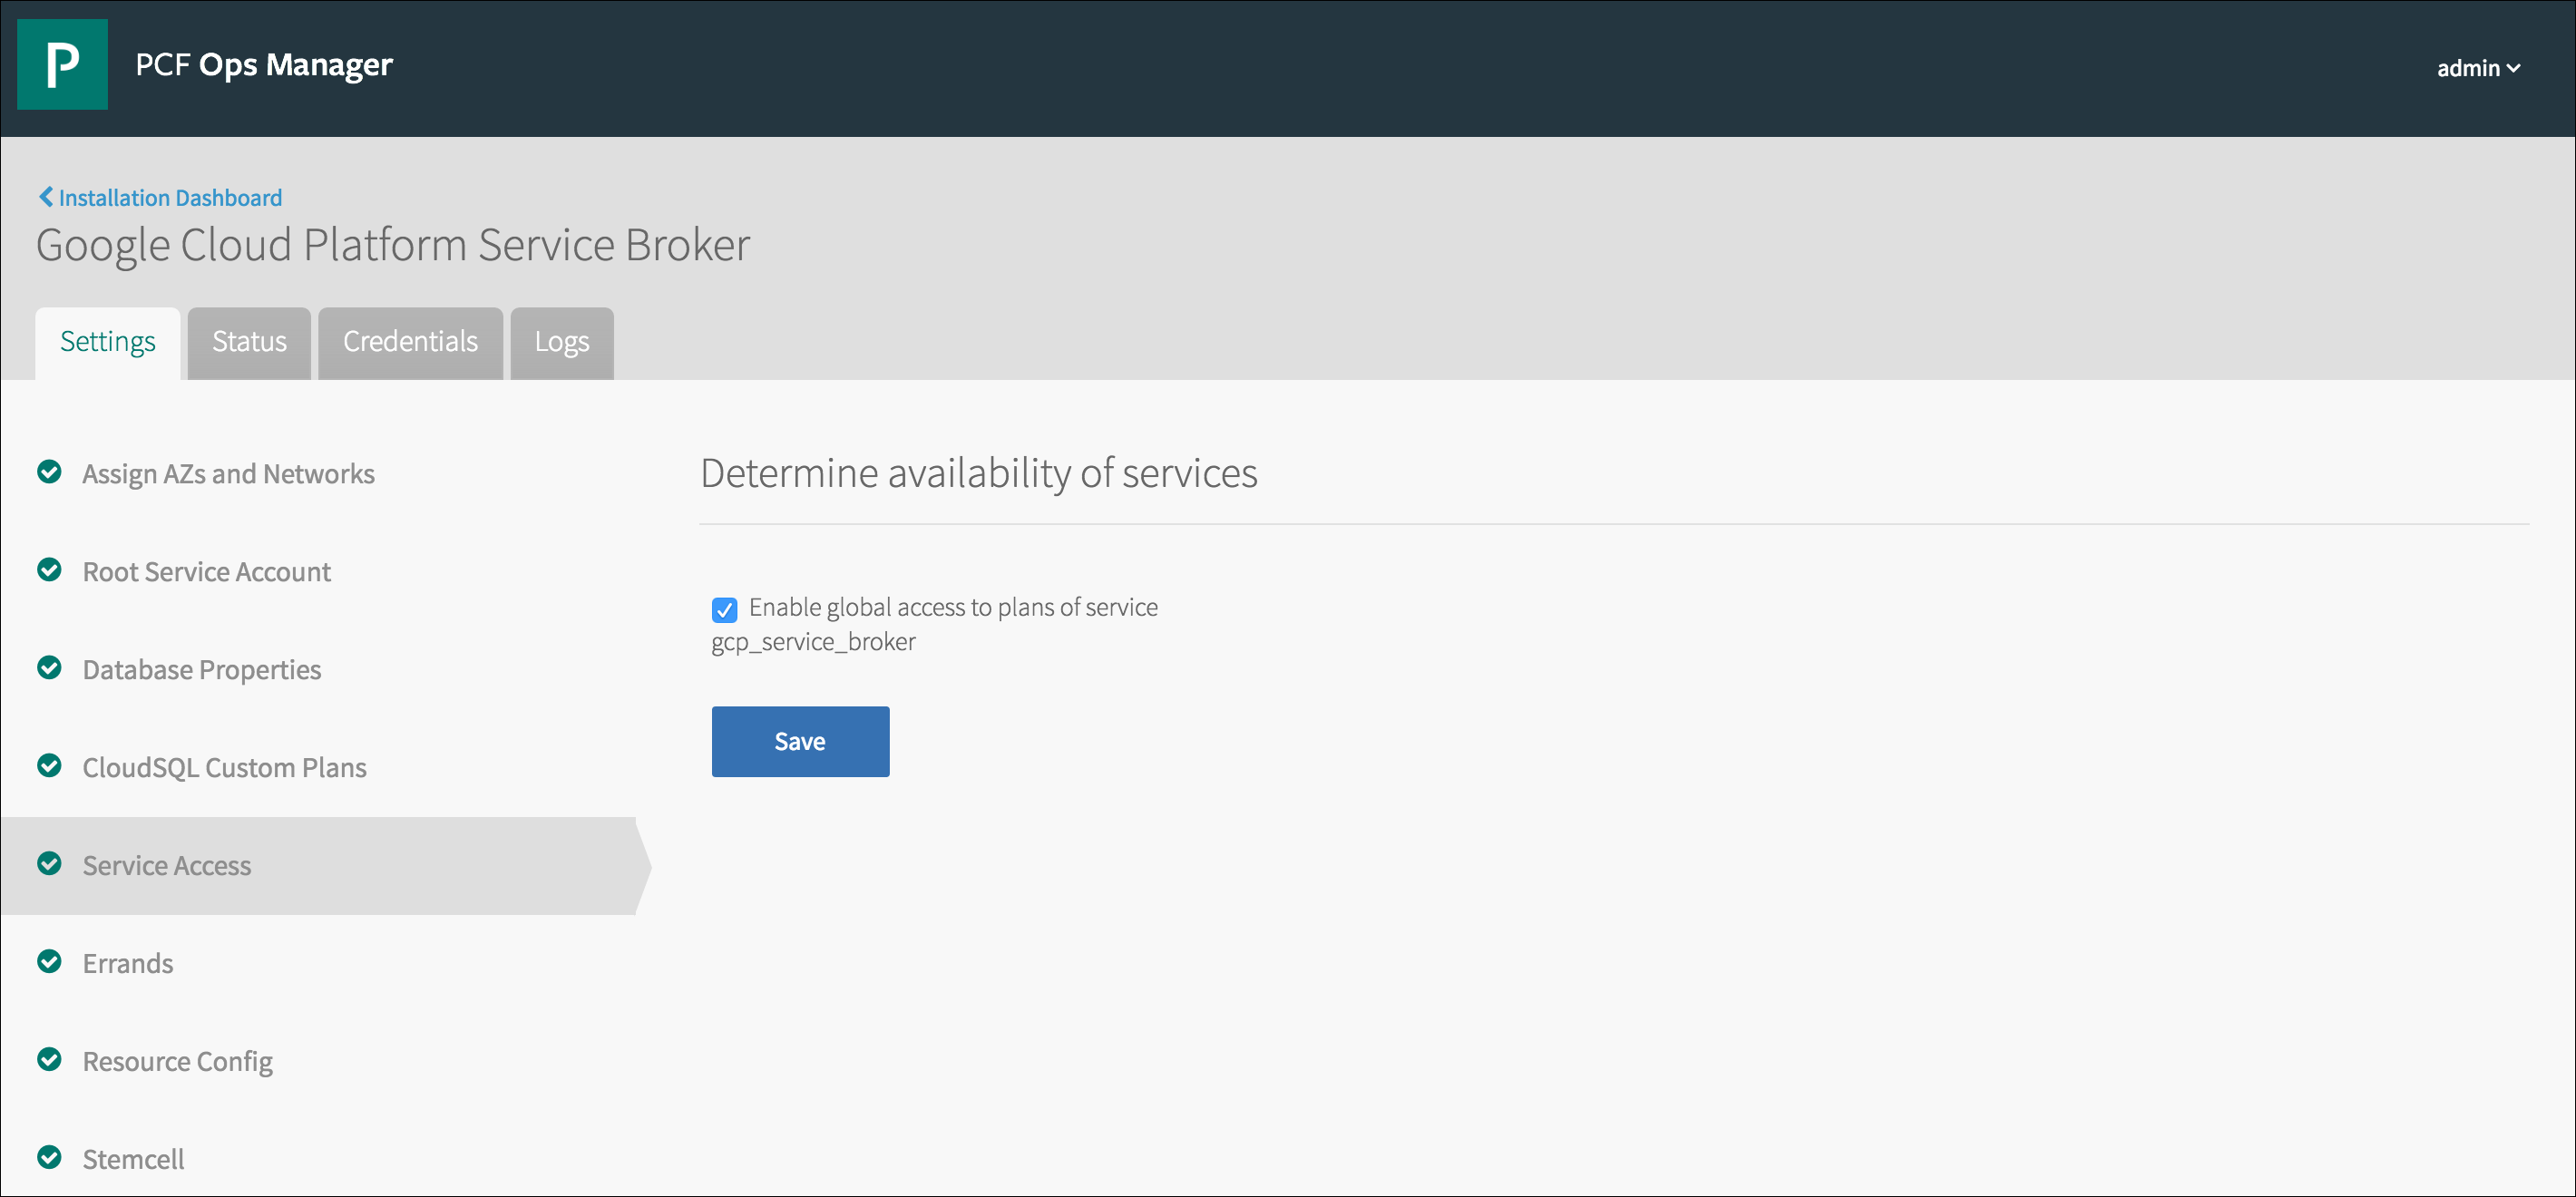 P
PCF Ops Manager
admin
Installation Dashboard
Google Cloud Platform Service Broker
Settings
Status
Credentials
Logs
Assign AZs and Networks
Root Service Account
Database Properties
CloudSQL Custom Plans
Service Access
Errands
Resource Config
Stemcell
Determine availability of services
Enable global access to plans of service
gcp_service_broker
Save